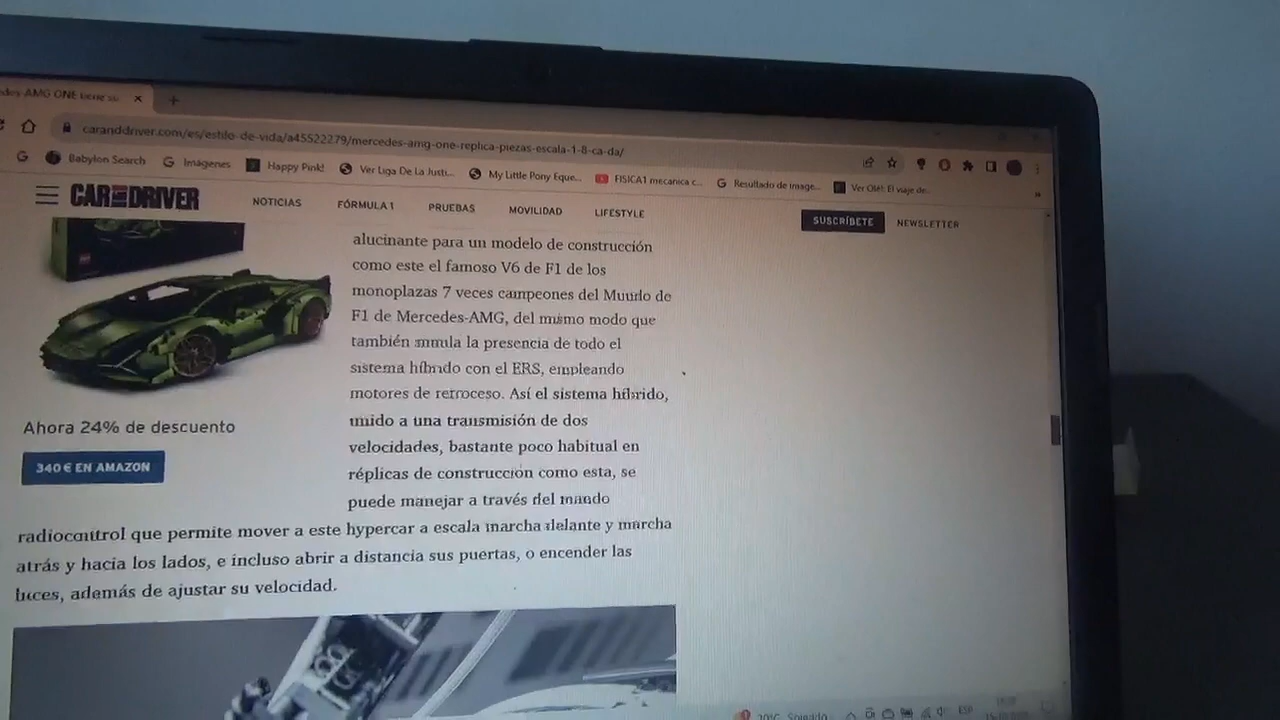 AMG ONE
caranddriver.com/es/estilo-de-vida/a45522279/mercedes-amg-one-replica-piezas-escala-1-8-ca-da/
Babylon Search
Imágenes
Happy Pink!
Ver Liga De La Justi...
My Little Pony Eque...
FISICA1 mecanica c...
Resultado de image...
Ver Olé!: El viaje de...
CAR AND DRIVER
NOTICIAS
FÓRMULA 1
PRUEBAS
MOVILIDAD
LIFESTYLE
SUSCRÍBETE
NEWSLETTER
alucinante para un modelo de construcción
como este el famoso V6 de F1 de los
monoplazas 7 veces campeones del Mundo de
F1 de Mercedes-AMG, del mismo modo que
también simula la presencia de todo el
sistema híbrido con el ERS, empleando
motores de retroceso. Así el sistema híbrido,
unido a una transmisión de dos
velocidades, bastante poco habitual en
réplicas de construcción como esta, se
puede manejar a través del mando
radiocontrol que permite mover a este hypercar a escala marcha delante y marcha
atrás y hacia los lados, e incluso abrir a distancia sus puertas, o encender las
luces, además de ajustar su velocidad.
Ahora 24% de descuento
340 € EN AMAZON
20°C Soleado
ESP